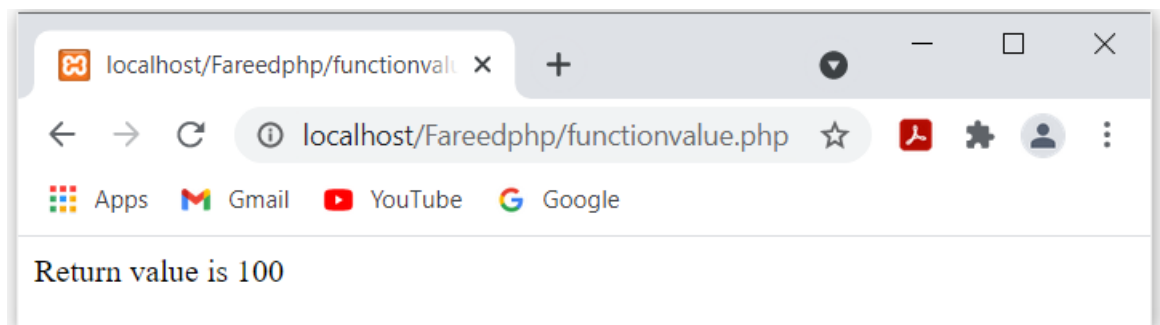 localhost/Fareedphp/functionvalu
localhost/Fareedphp/functionvalue.php
Apps Gmail YouTube Google
Return value is 100